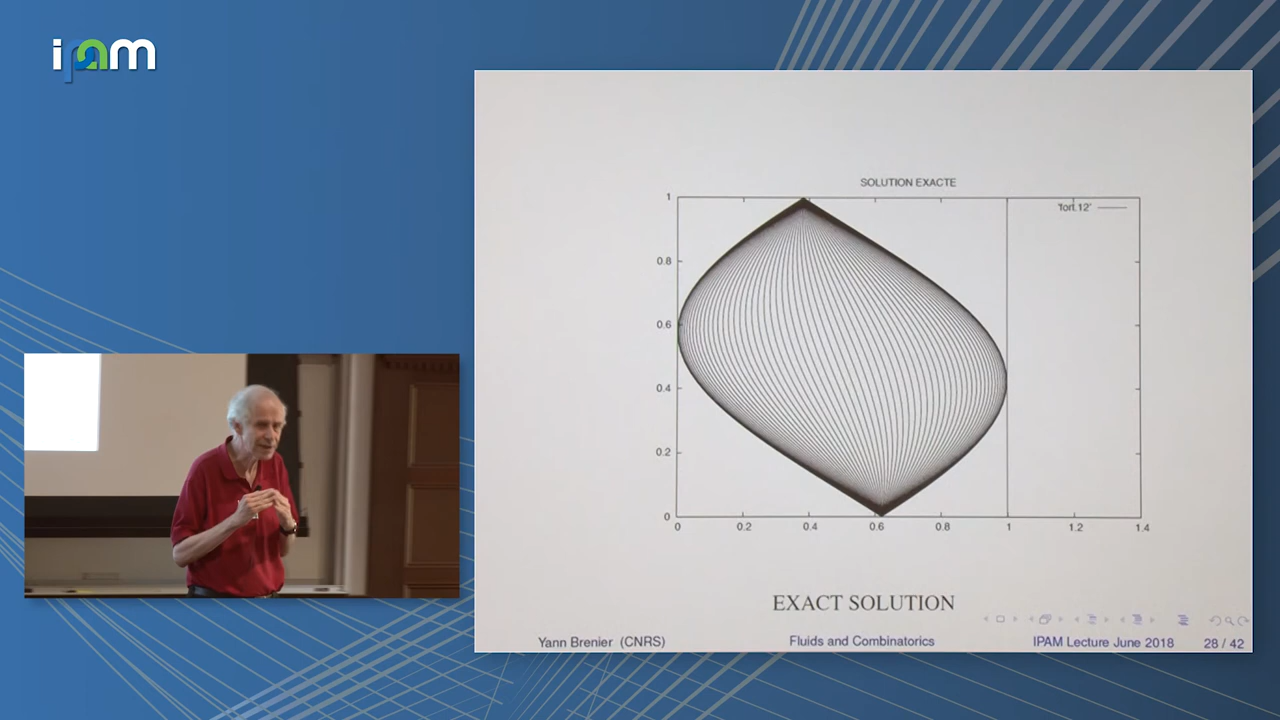 ipam
SOLUTION EXACTE
'fort.12'
1
0.8
0.6
0.4
0.2
0
0 0.2 0.4 0.6 0.8 1 1.2 1.4
EXACT SOLUTION
Yann Brenier (CNRS) Fluids and Combinatorics IPAM Lecture June 2018 28 / 42